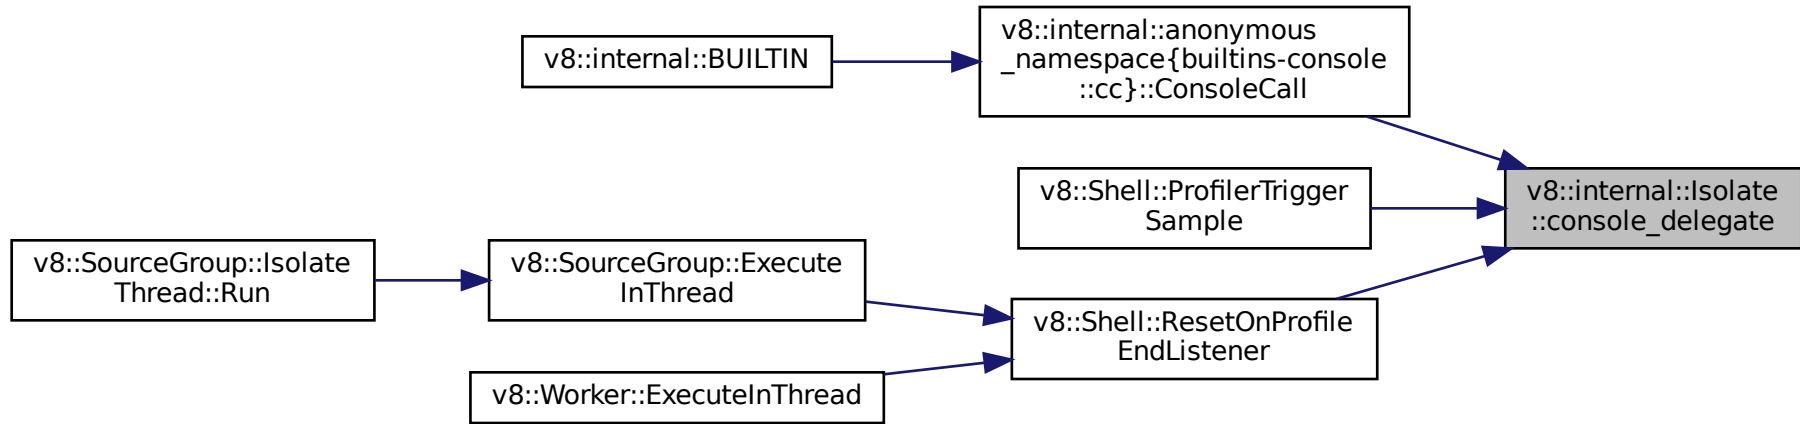 v8::internal::anonymous
_namespace{builtins-console
::cc}::ConsoleCall
v8::internal::BUILTIN
v8::Shell::ProfilerTrigger
Sample
v8::internal::Isolate
::console_delegate
v8::SourceGroup::Isolate
Thread::Run
v8::SourceGroup::Execute
InThread
v8::Shell::ResetOnProfile
EndListener
v8::Worker::ExecuteInThread